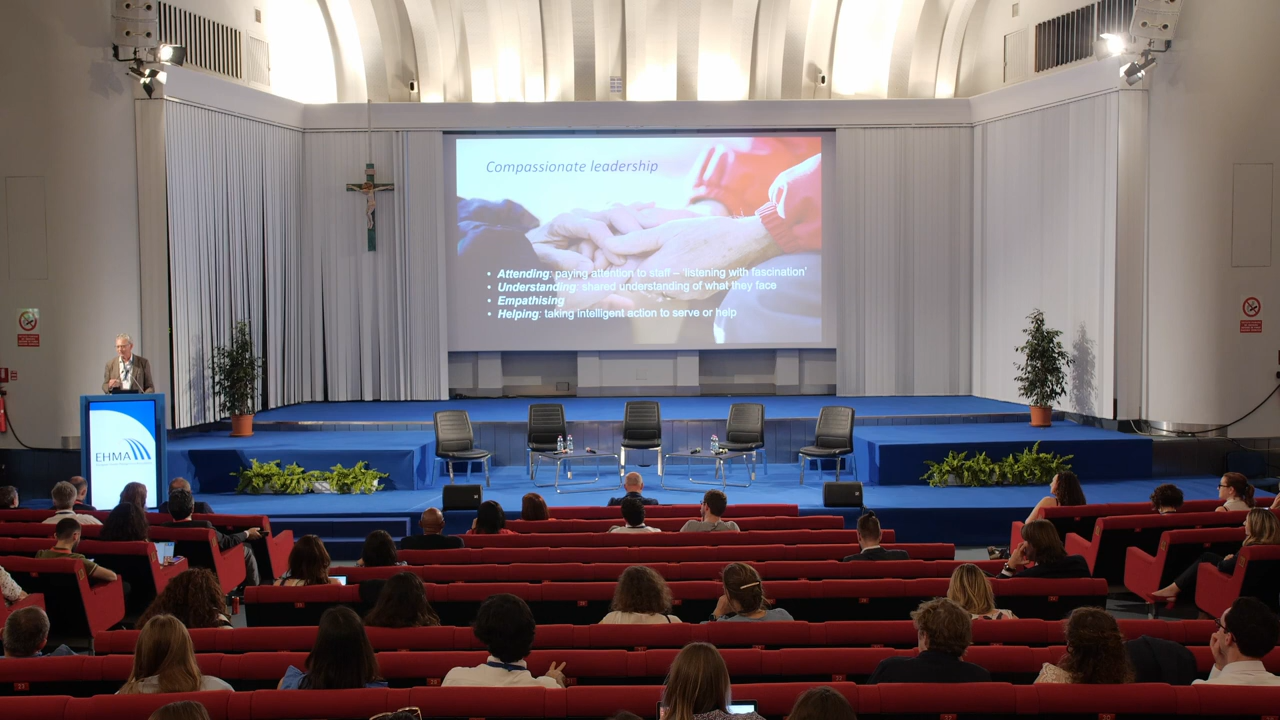 Compassionate leadership
• Attending: paying attention to staff – 'listening with fascination'
• Understanding: shared understanding of what they face
• Empathising
• Helping: taking intelligent action to serve or help
EHMA